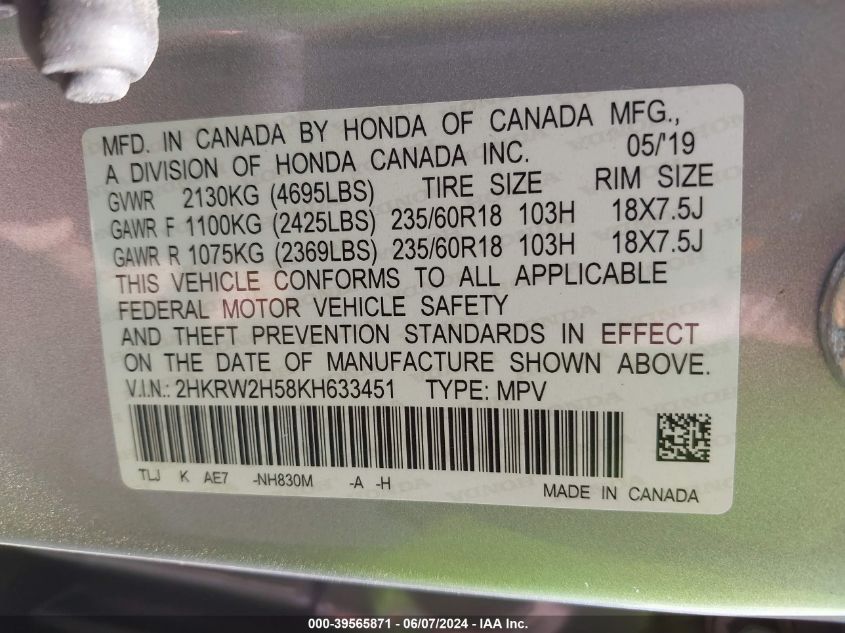 MFD. IN CANADA BY HONDA OF CANADA MFG.,
A DIVISION OF HONDA CANADA INC. 05/'19
GVWR 2130KG (4695LBS) TIRE SIZE RIM SIZE
GAWR F 1100KG (2425LBS) 235/60R18 103H 18X7.5J
GAWR R 1075KG (2369LBS) 235/60R18 103H 18X7.5J
THIS VEHICLE CONFORMS TO ALL APPLICABLE
FEDERAL MOTOR VEHICLE SAFETY
AND THEFT PREVENTION STANDARDS IN EFFECT
ON THE DATE OF MANUFACTURE SHOWN ABOVE.
V.I.N.: 2HKRW2H58KH633451 TYPE: MPV
TLJ K AE7 -NH830M -A -H
MADE IN CANADA
000-39565871 - 06/07/2024 - IAA Inc.